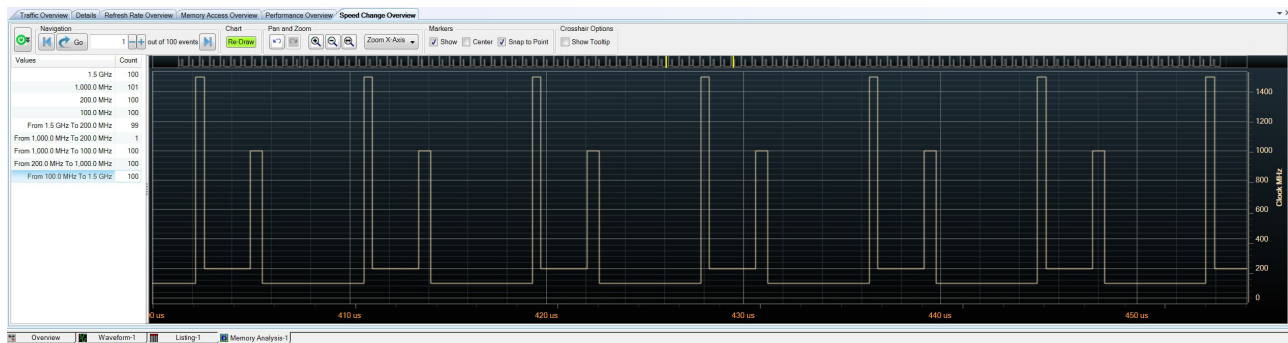 Traffic Overview Details Refresh Rate Overview Memory Access Overview Performance Overview Speed Change Overview
Navigation Chart Pan and Zoom Markers Crosshair Options
Go 1 out of 100 events Re-Draw Zoom X-Axis Show Center Snap to Point Show Tooltip
Values Count
1.5 GHz 100
1,000.0 MHz 101
200.0 MHz 100
100.0 MHz 100
From 1.5 GHz To 200.0 MHz 99
From 1,000.0 MHz To 200.0 MHz 1
From 1,000.0 MHz To 100.0 MHz 100
From 200.0 MHz To 1,000.0 MHz 100
From 100.0 MHz To 1.5 GHz 100
1400
1200
1000
800
600
400
200
0
Clock MHz
0 us 410 us 420 us 430 us 440 us 450 us
Overview Waveform-1 Listing-1 Memory Analysis-1